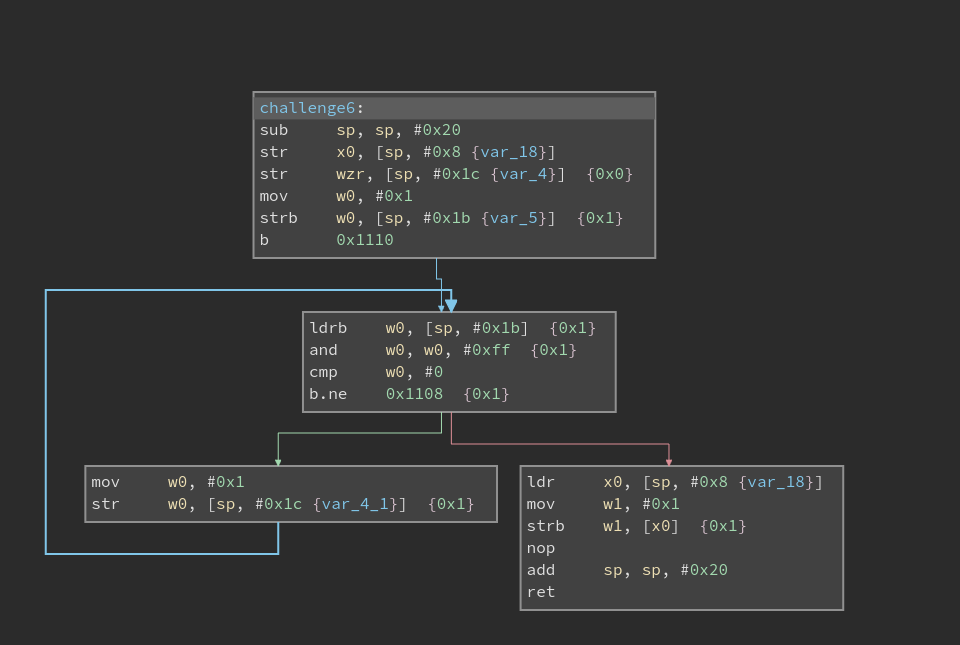 challenge6:
sub sp, sp, #0x20
str x0, [sp, #0x8 {var_18}]
str wzr, [sp, #0x1c {var_4}] {0x0}
mov w0, #0x1
strb w0, [sp, #0x1b {var_5}] {0x1}
b 0x1110
ldrb w0, [sp, #0x1b] {0x1}
and w0, w0, #0xff {0x1}
cmp w0, #0
b.ne 0x1108 {0x1}
mov w0, #0x1
str w0, [sp, #0x1c {var_4_1}] {0x1}
ldr x0, [sp, #0x8 {var_18}]
mov w1, #0x1
strb w1, [x0] {0x1}
nop
add sp, sp, #0x20
ret